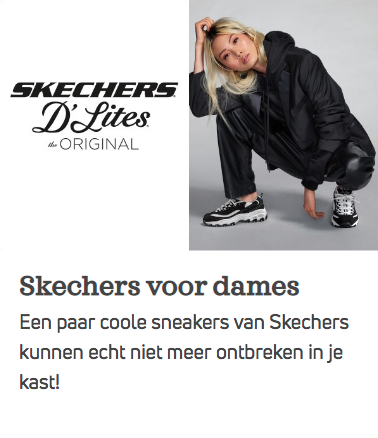 SKECHERS
D'Lites
the ORIGINAL
Skechers voor dames
Een paar coole sneakers van Skechers
kunnen echt niet meer ontbreken in je
kast!